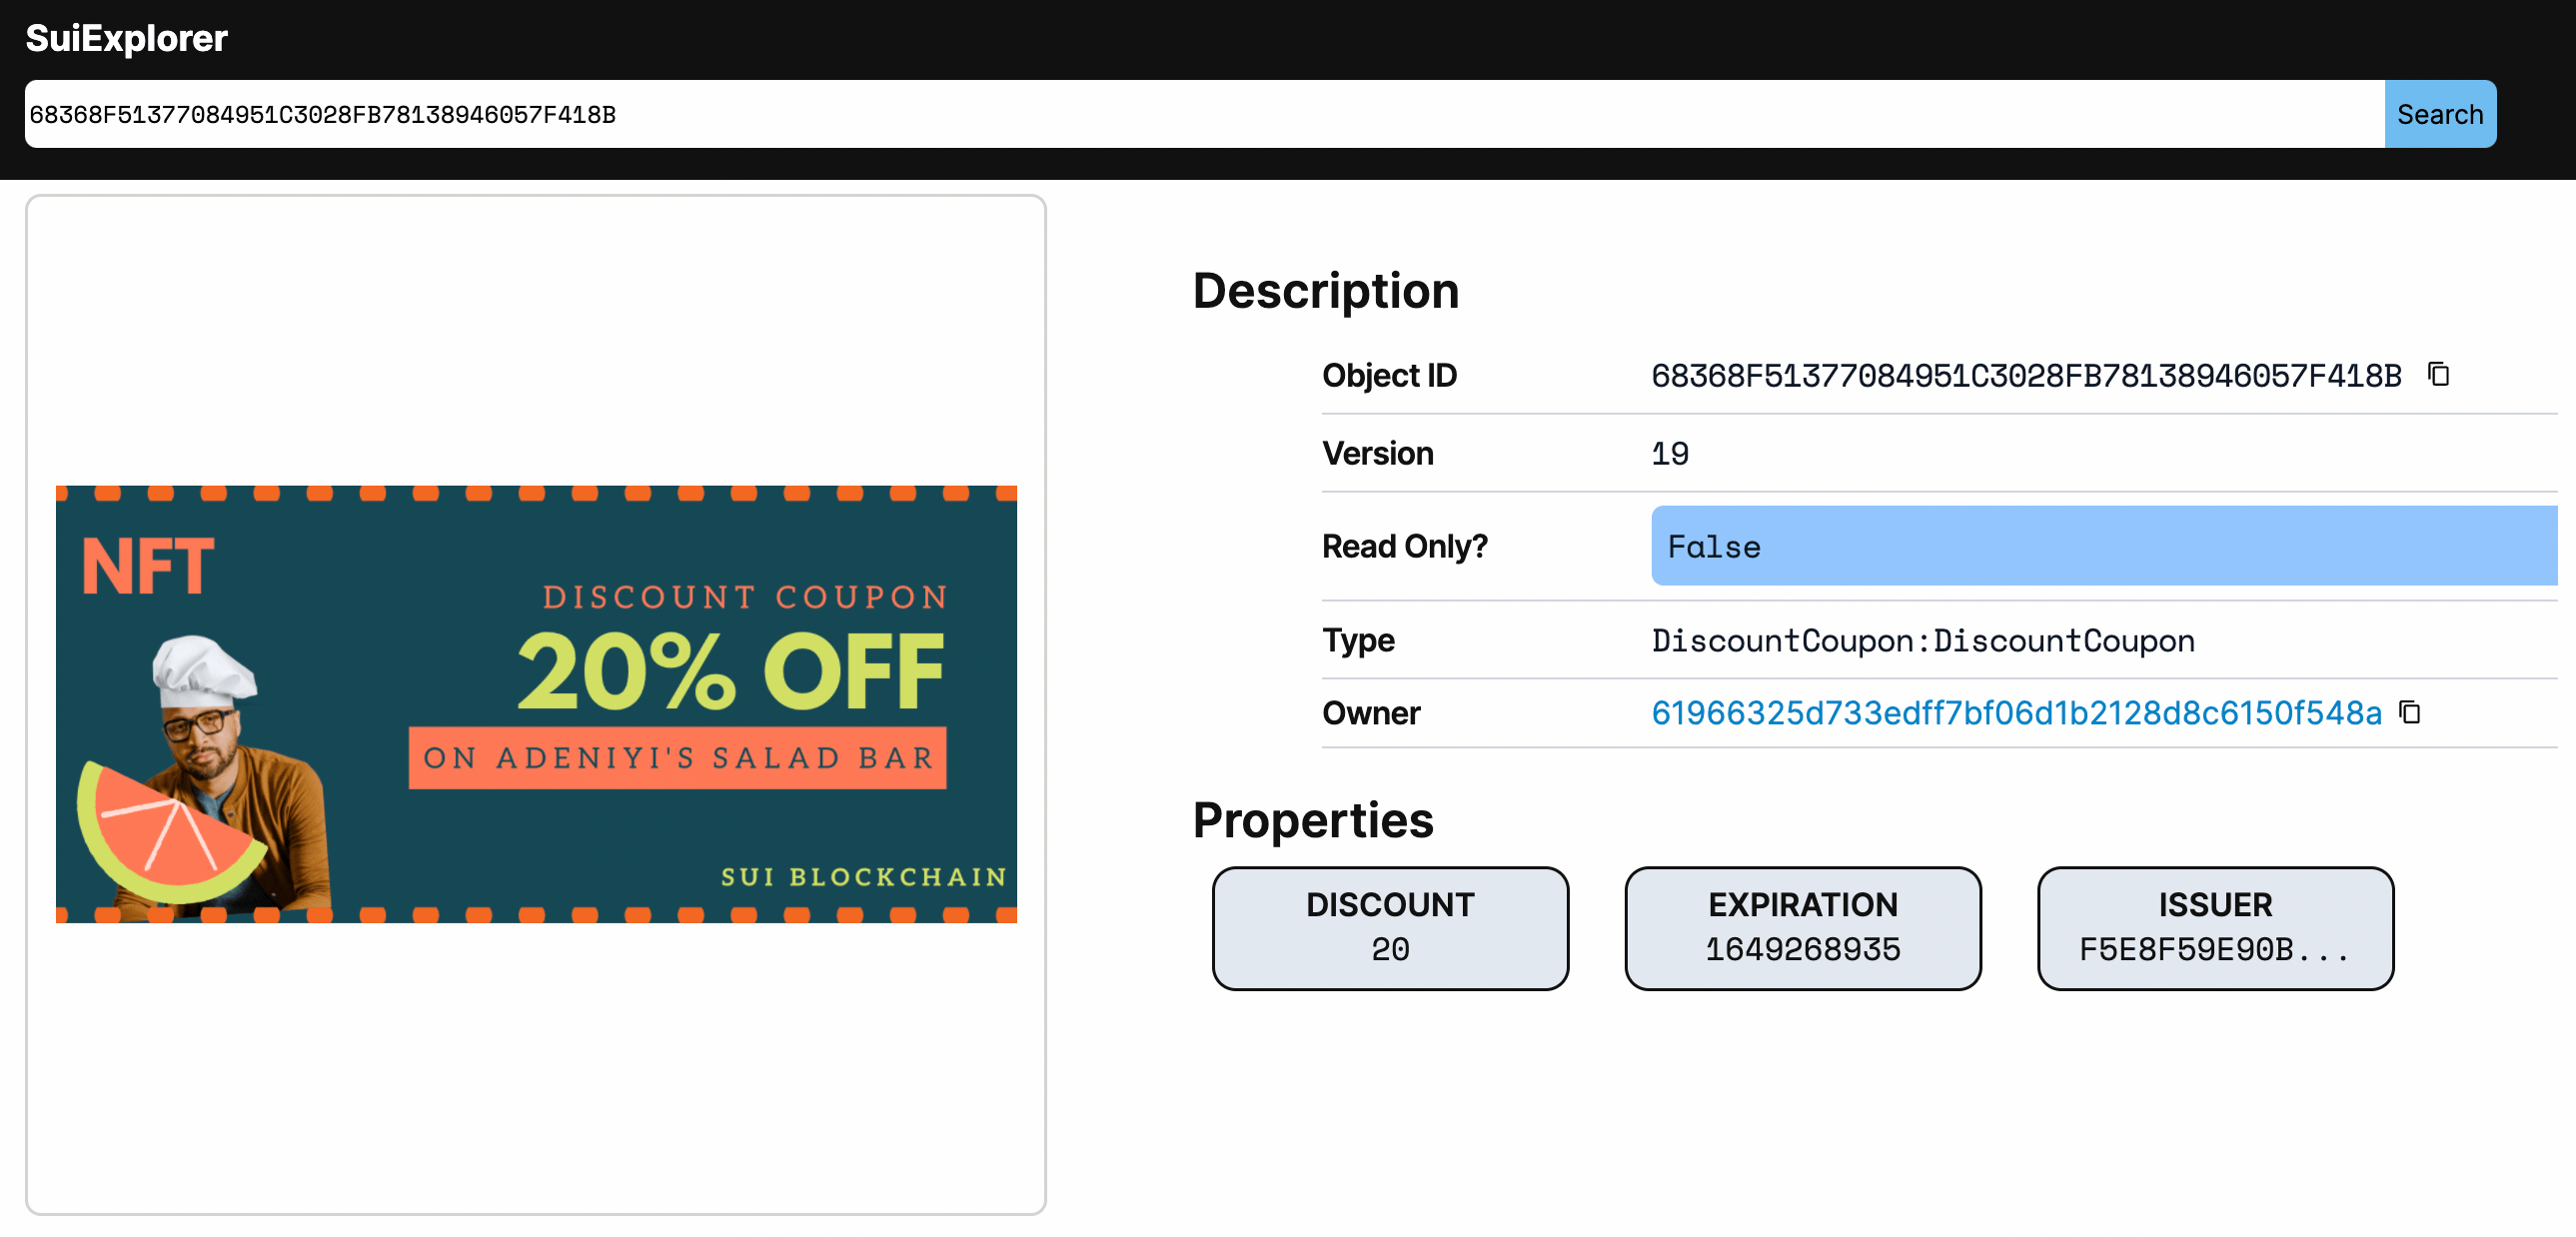 SuiExplorer
68368F51377084951C3028FB78138946057F418B
Search
NFT
DISCOUNT COUPON
20% OFF
ON ADENIYI'S SALAD BAR
SUI BLOCKCHAIN
Description
Object ID 68368F51377084951C3028FB78138946057F418B
Version 19
Read Only? False
Type DiscountCoupon:DiscountCoupon
Owner 61966325d733edff7bf06d1b2128d8c6150f548a
Properties
DISCOUNT
20
EXPIRATION
1649268935
ISSUER
F5E8F59E90B...